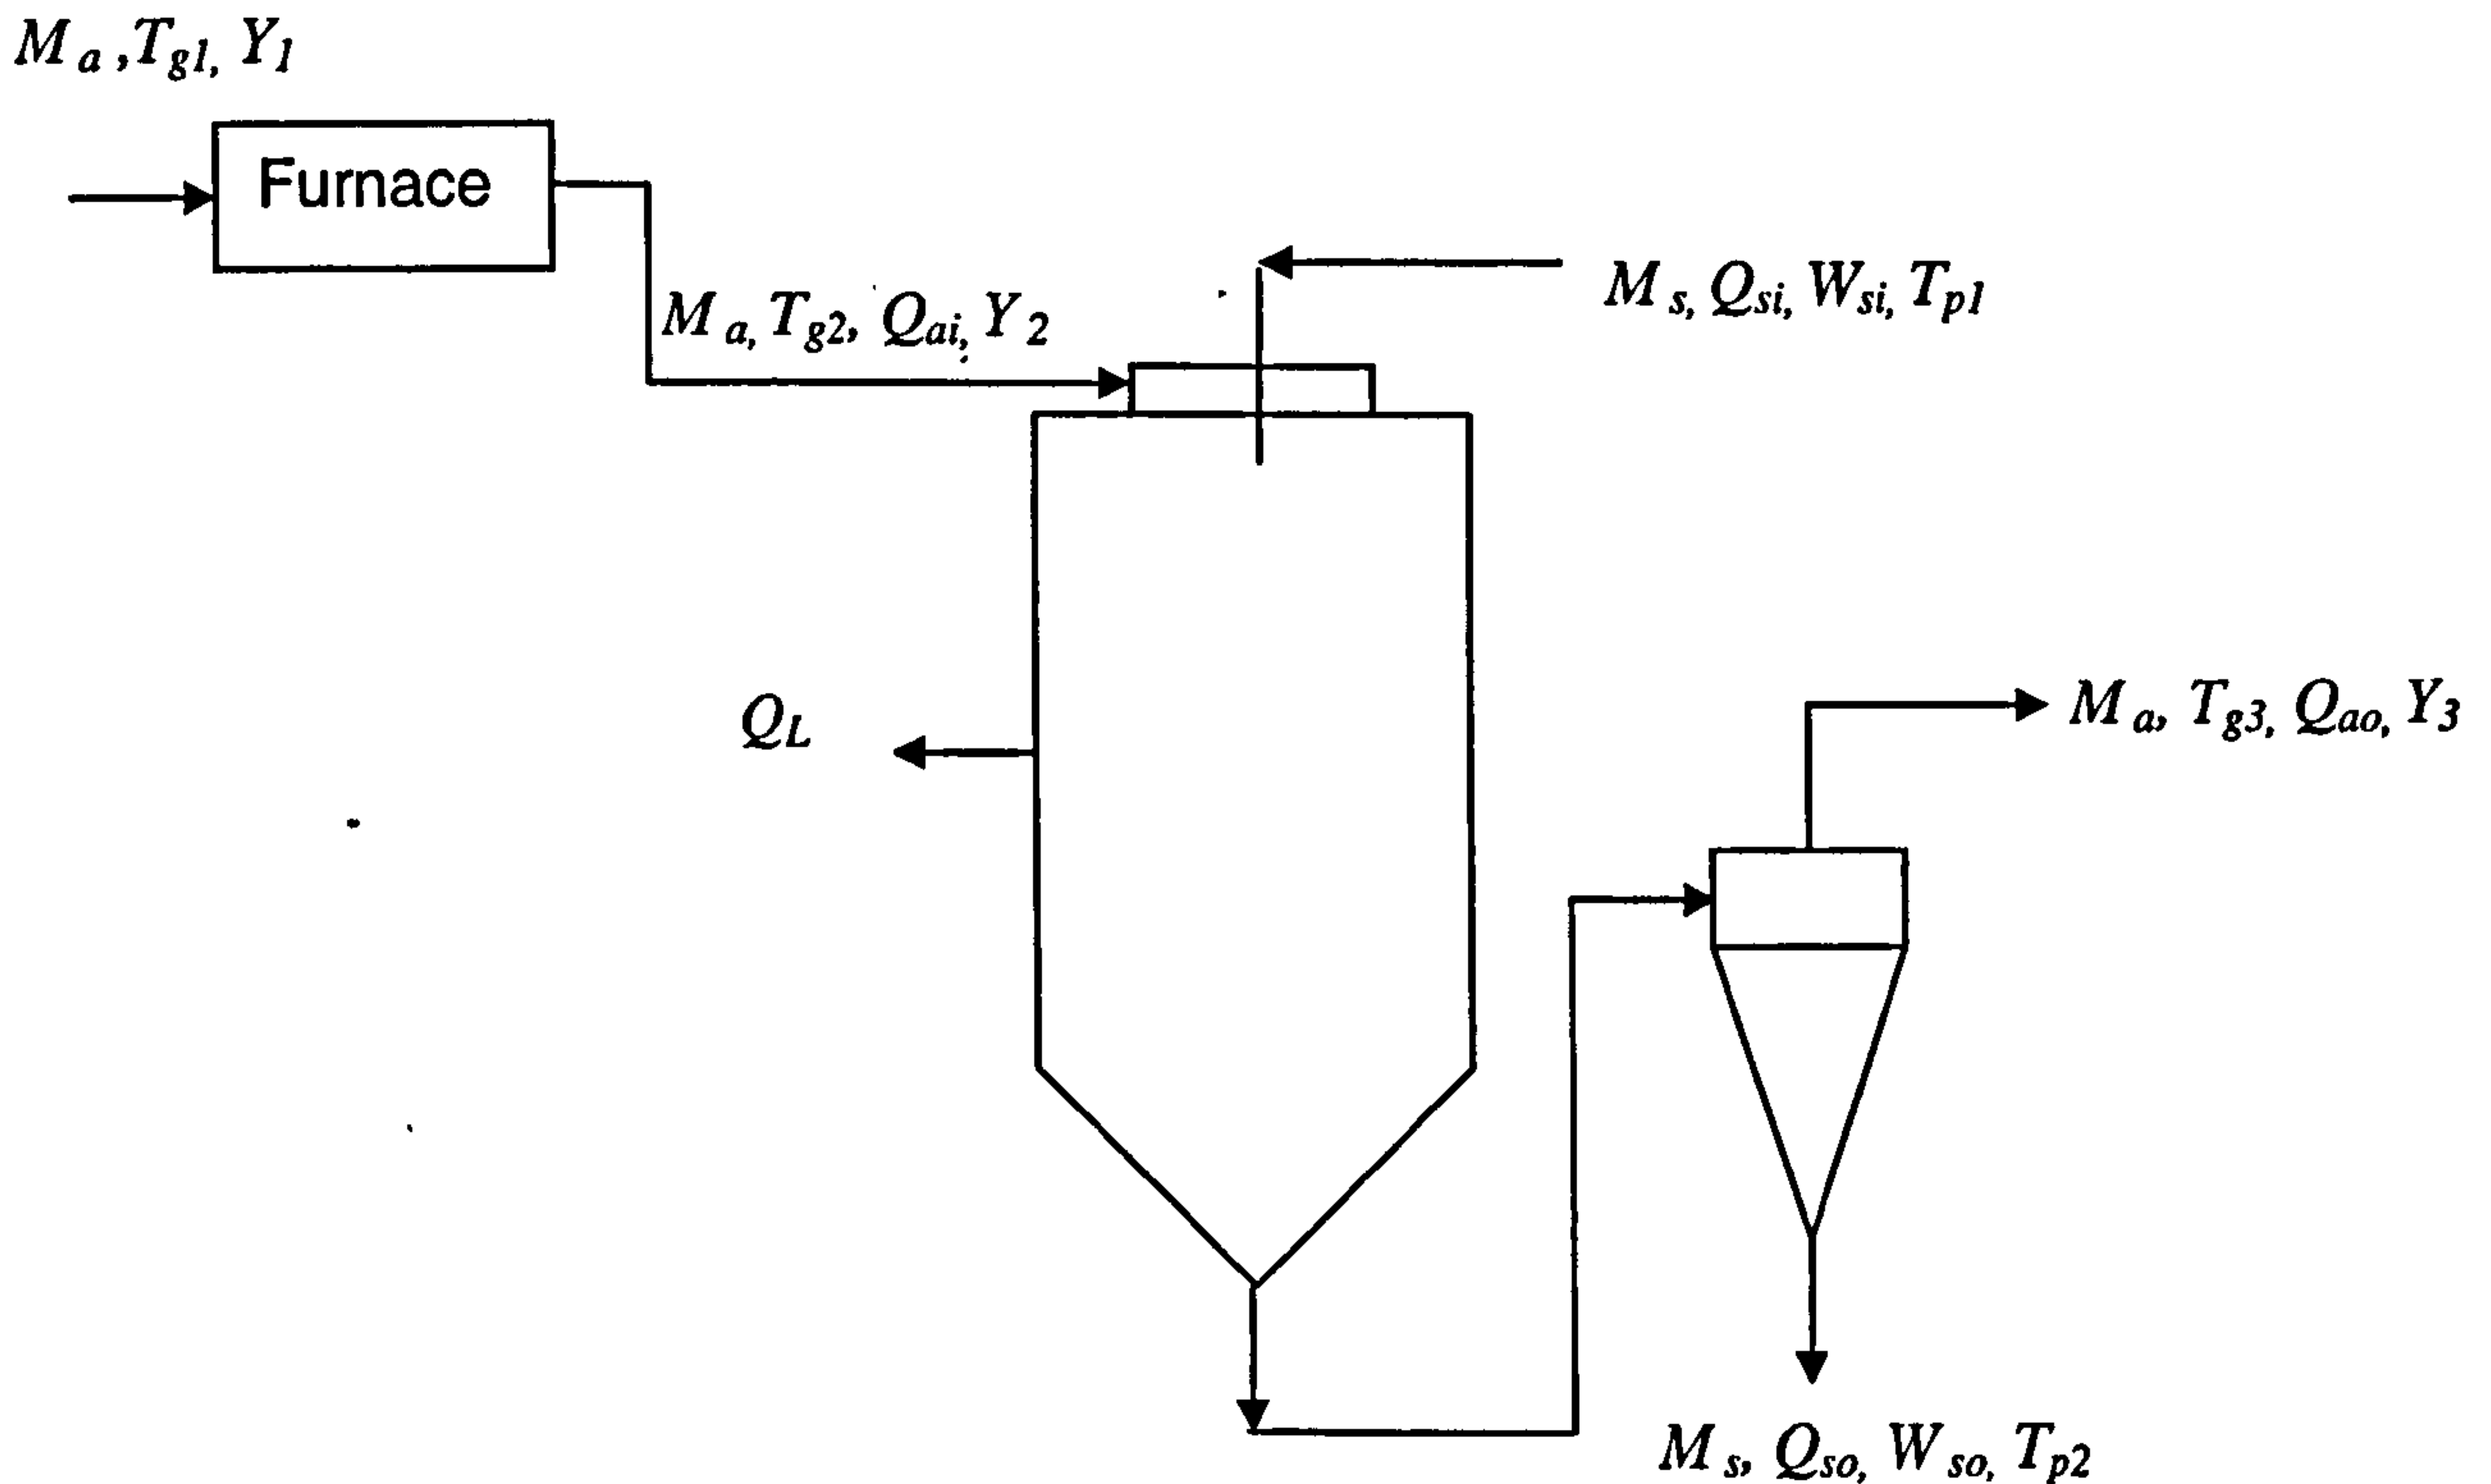 M a ,Tg1, Y1
Furnace
M s, Qsi, Wsi, Tp1
M a, Tg2, Qai, Y 2
QL
M a, Tg3, Qao, Y3
M s, Qso, W so, Tp2